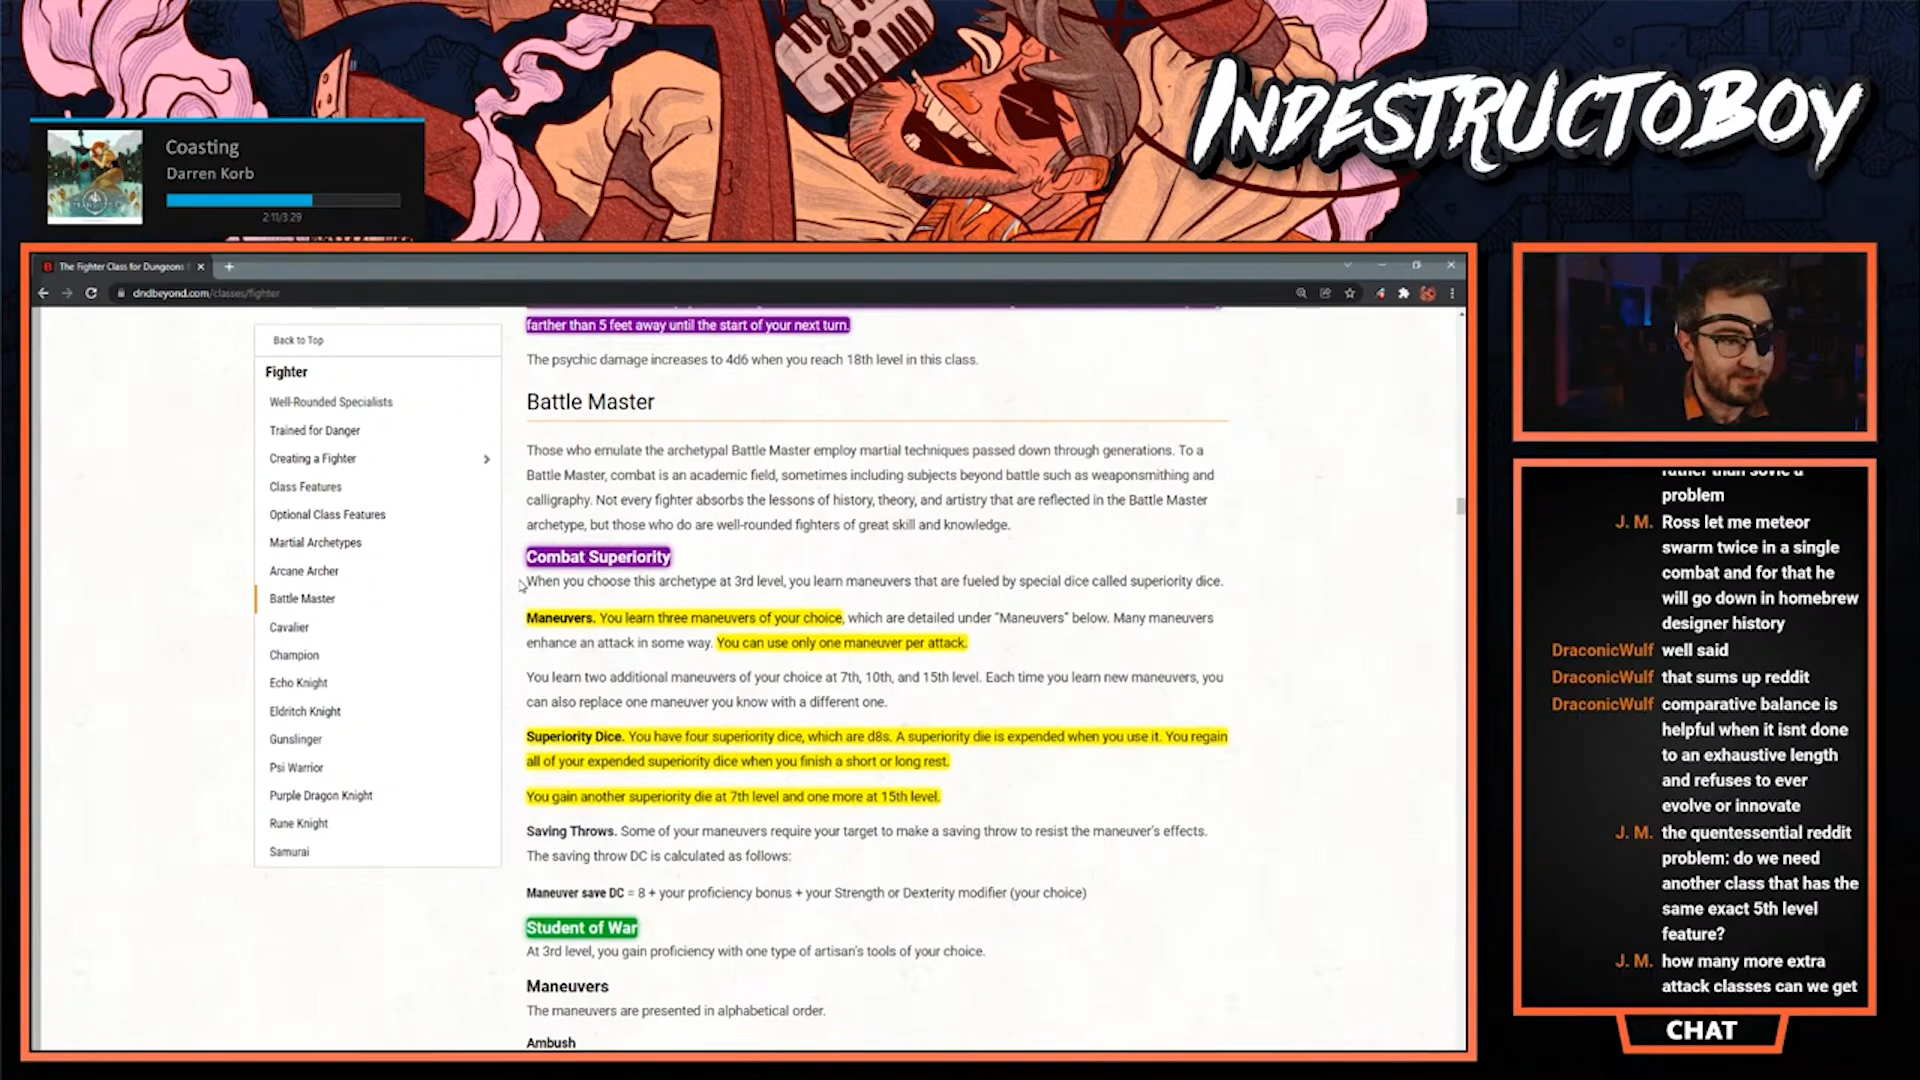 INDESTRUCTOBOY
Coasting
Darren Korb
2:11/3:29
The Fighter Class for Dungeons
dndbeyond.com/classes/fighter
Back to Top
Fighter
Well-Rounded Specialists
Trained for Danger
Creating a Fighter
Class Features
Optional Class Features
Martial Archetypes
Arcane Archer
Battle Master
Cavalier
Champion
Echo Knight
Eldritch Knight
Gunslinger
Psi Warrior
Purple Dragon Knight
Rune Knight
Samurai
farther than 5 feet away until the start of your next turn.
The psychic damage increases to 4d6 when you reach 18th level in this class.
Battle Master
Those who emulate the archetypal Battle Master employ martial techniques passed down through generations. To a
Battle Master, combat is an academic field, sometimes including subjects beyond battle such as weaponsmithing and
calligraphy. Not every fighter absorbs the lessons of history, theory, and artistry that are reflected in the Battle Master
archetype, but those who do are well-rounded fighters of great skill and knowledge.
Combat Superiority
When you choose this archetype at 3rd level, you learn maneuvers that are fueled by special dice called superiority dice.
Maneuvers. You learn three maneuvers of your choice, which are detailed under “Maneuvers” below. Many maneuvers
enhance an attack in some way. You can use only one maneuver per attack.
You learn two additional maneuvers of your choice at 7th, 10th, and 15th level. Each time you learn new maneuvers, you
can also replace one maneuver you know with a different one.
Superiority Dice. You have four superiority dice, which are d8s. A superiority die is expended when you use it. You regain
all of your expended superiority dice when you finish a short or long rest.
You gain another superiority die at 7th level and one more at 15th level.
Saving Throws. Some of your maneuvers require your target to make a saving throw to resist the maneuver's effects.
The saving throw DC is calculated as follows:
Maneuver save DC = 8 + your proficiency bonus + your Strength or Dexterity modifier (your choice)
Student of War
At 3rd level, you gain proficiency with one type of artisan's tools of your choice.
Maneuvers
The maneuvers are presented in alphabetical order.
Ambush
problem
J. M. Ross let me meteor
swarm twice in a single
combat and for that he
will go down in homebrew
designer history
DraconicWulf well said
DraconicWulf that sums up reddit
DraconicWulf comparative balance is
helpful when it isnt done
to an exhaustive length
and refuses to ever
evolve or innovate
J. M. the quentessential reddit
problem: do we need
another class that has the
same exact 5th level
feature?
J. M. how many more extra
attack classes can we get
CHAT